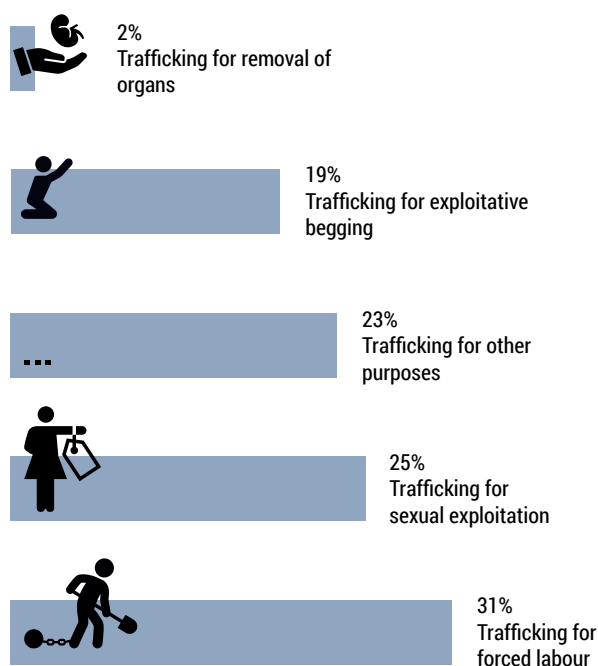 2%
Trafficking for removal of
organs
19%
Trafficking for exploitative
begging
23%
Trafficking for other
purposes
25%
Trafficking for
sexual exploitation
31%
Trafficking for
forced labour